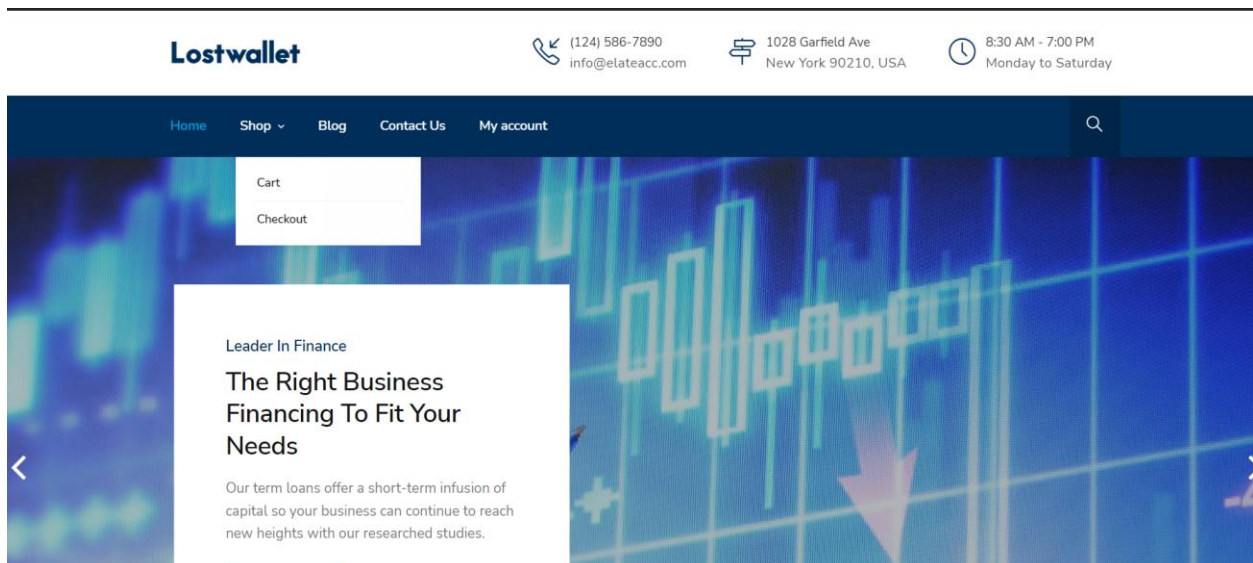 Lostwallet
(124) 586-7890
info@elateacc.com
1028 Garfield Ave
New York 90210, USA
8:30 AM - 7:00 PM
Monday to Saturday
Home Shop Blog Contact Us My account
Cart
Checkout
Leader In Finance
The Right Business
Financing To Fit Your
Needs
Our term loans offer a short-term infusion of
capital so your business can continue to reach
new heights with our researched studies.